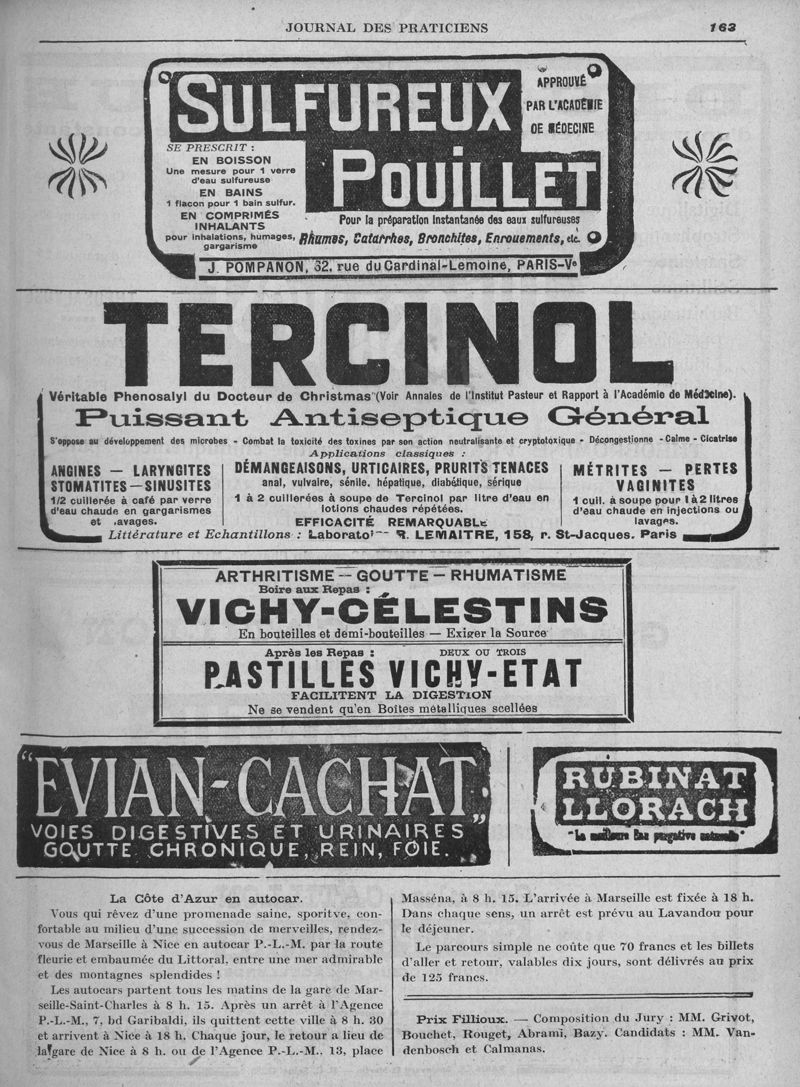 JOURNAL DES PRATICIENS 163
SULFUREUX
POUILLET
APPROUVÉ
PAR L'ACADÉMIE
DE MÉDECINE
SE PRESCRIT :
EN BOISSON
Une mesure pour 1 verre
d'eau sulfureuse
EN BAINS
1 flacon pour 1 bain sulfur.
EN COMPRIMÉS
INHALANTS
pour inhalations, humages,
gargarisme
Pour la préparation instantanée des eaux sulfureuses
Rhumes, Catarrhes, Bronchites, Enrouements, etc.
J. POMPANON, 32, rue du Cardinal-Lemoine, PARIS-Ve
TERCINOL
Véritable Phenosalyl du Docteur de Christmas (Voir Annales de l'Institut Pasteur et Rapport à l'Académie de Médecine).
Puissant Antiseptique Général
S'oppose au développement des microbes - Combat la toxicité des toxines par son action neutralisante et cryptotoxique - Décongestionne - Calme - Cicatrise
Applications classiques :
ANGINES — LARYNGITES
STOMATITES — SINUSITES
1/2 cuillerée à café par verre
d'eau chaude en gargarismes
et lavages.
DÉMANGEAISONS, URTICAIRES, PRURITS TENACES
anal, vulvaire, sénile, hépatique, diabétique, sérique
1 à 2 cuillerées à soupe de Tercinol par litre d'eau en
lotions chaudes répétées.
EFFICACITÉ REMARQUABLE
MÉTRITES — PERTES
VAGINITES
1 cuil. à soupe pour 1 à 2 litres
d'eau chaude en injections ou
lavages.
Littérature et Echantillons : Laborato R. LEMAITRE, 158, r. St-Jacques. Paris
ARTHRITISME — GOUTTE — RHUMATISME
Boire aux Repas :
VICHY-CÉLESTINS
En bouteilles et demi-bouteilles — Exiger la Source
Après les Repas : DEUX OU TROIS
PASTILLES VICHY-ETAT
FACILITENT LA DIGESTION
Ne se vendent qu'en Boîtes métalliques scellées
"EVIAN-CACHAT"
VOIES DIGESTIVES ET URINAIRES
GOUTTE CHRONIQUE, REIN, FOIE.
RUBINAT
LLORACH
"La meilleure Eau purgative naturelle"
La Côte d'Azur en autocar.
Vous qui rêvez d'une promenade saine, sporitve, con-
fortable au milieu d'une succession de merveilles, rendez-
vous de Marseille à Nice en autocar P.-L.-M. par la route
fleurie et embaumée du Littoral, entre une mer admirable
et des montagnes splendides !
Les autocars partent tous les matins de la gare de Mar-
seille-Saint-Charles à 8 h. 15. Après un arrêt à l'Agence
P.-L.-M., 7, bd Garibaldi, ils quittent cette ville à 8 h. 30
et arrivent à Nice à 18 h. Chaque jour, le retour a lieu de
la gare de Nice à 8 h. ou de l'Agence P.-L.-M., 13, place
Masséna, à 8 h. 15. L'arrivée à Marseille est fixée à 18 h.
Dans chaque sens, un arrêt est prévu au Lavandou pour
le déjeuner.
Le parcours simple ne coûte que 70 francs et les billets
d'aller et retour, valables dix jours, sont délivrés au prix
de 125 francs.
Prix Fillioux. — Composition du Jury : MM. Grivot,
Bouchet, Rouget, Abrami, Bazy. Candidats : MM. Van-
denbosch et Calmanas.